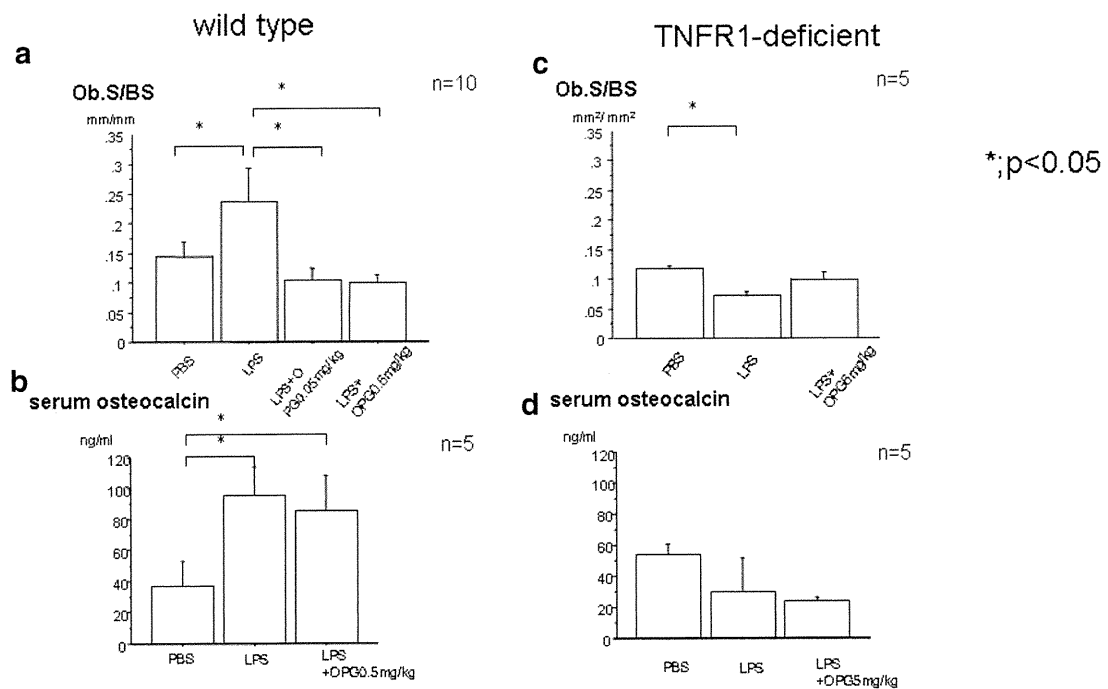 wild type
TNFR1-deficient
a
Ob.S/BS
n=10
mm/mm
.35
.3
.25
.2
.15
.1
.05
0
*
*
*
PBS
LPS
LPS+O
PG0.05mg/kg
LPS+
OPG0.5mg/kg
c
Ob.S/BS
n=5
mm²/mm²
.35
.3
.25
.2
.15
.1
.05
0
*
PBS
LPS
LPS+
OPG5mg/kg
*;p<0.05
b
serum osteocalcin
n=5
ng/ml
120
100
80
60
40
20
0
*
*
PBS
LPS
LPS
+OPG0.5mg/kg
d
serum osteocalcin
n=5
ng/ml
120
100
80
60
40
20
0
PBS
LPS
LPS
+OPG5mg/kg